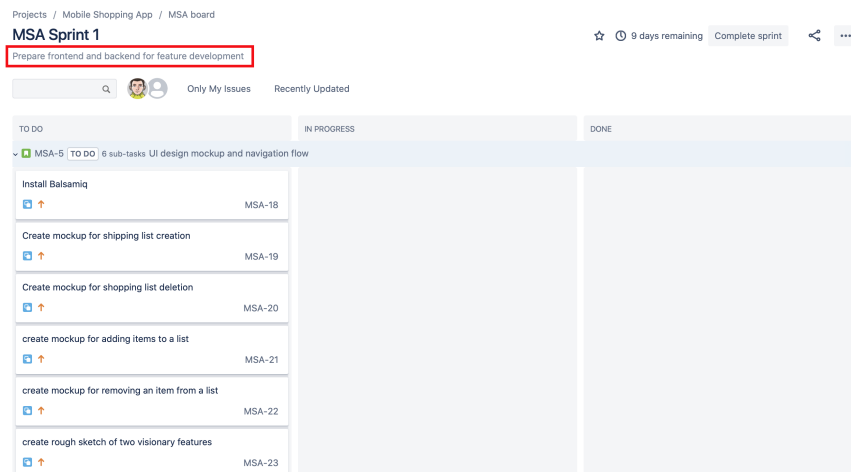 Projects / Mobile Shopping App / MSA board
MSA Sprint 1
9 days remaining Complete sprint
Prepare frontend and backend for feature development
Only My Issues Recently Updated
TO DO IN PROGRESS DONE
MSA-5 TO DO 6 sub-tasks UI design mockup and navigation flow
Install Balsamiq
MSA-18
Create mockup for shipping list creation
MSA-19
Create mockup for shopping list deletion
MSA-20
create mockup for adding items to a list
MSA-21
create mockup for removing an item from a list
MSA-22
create rough sketch of two visionary features
MSA-23